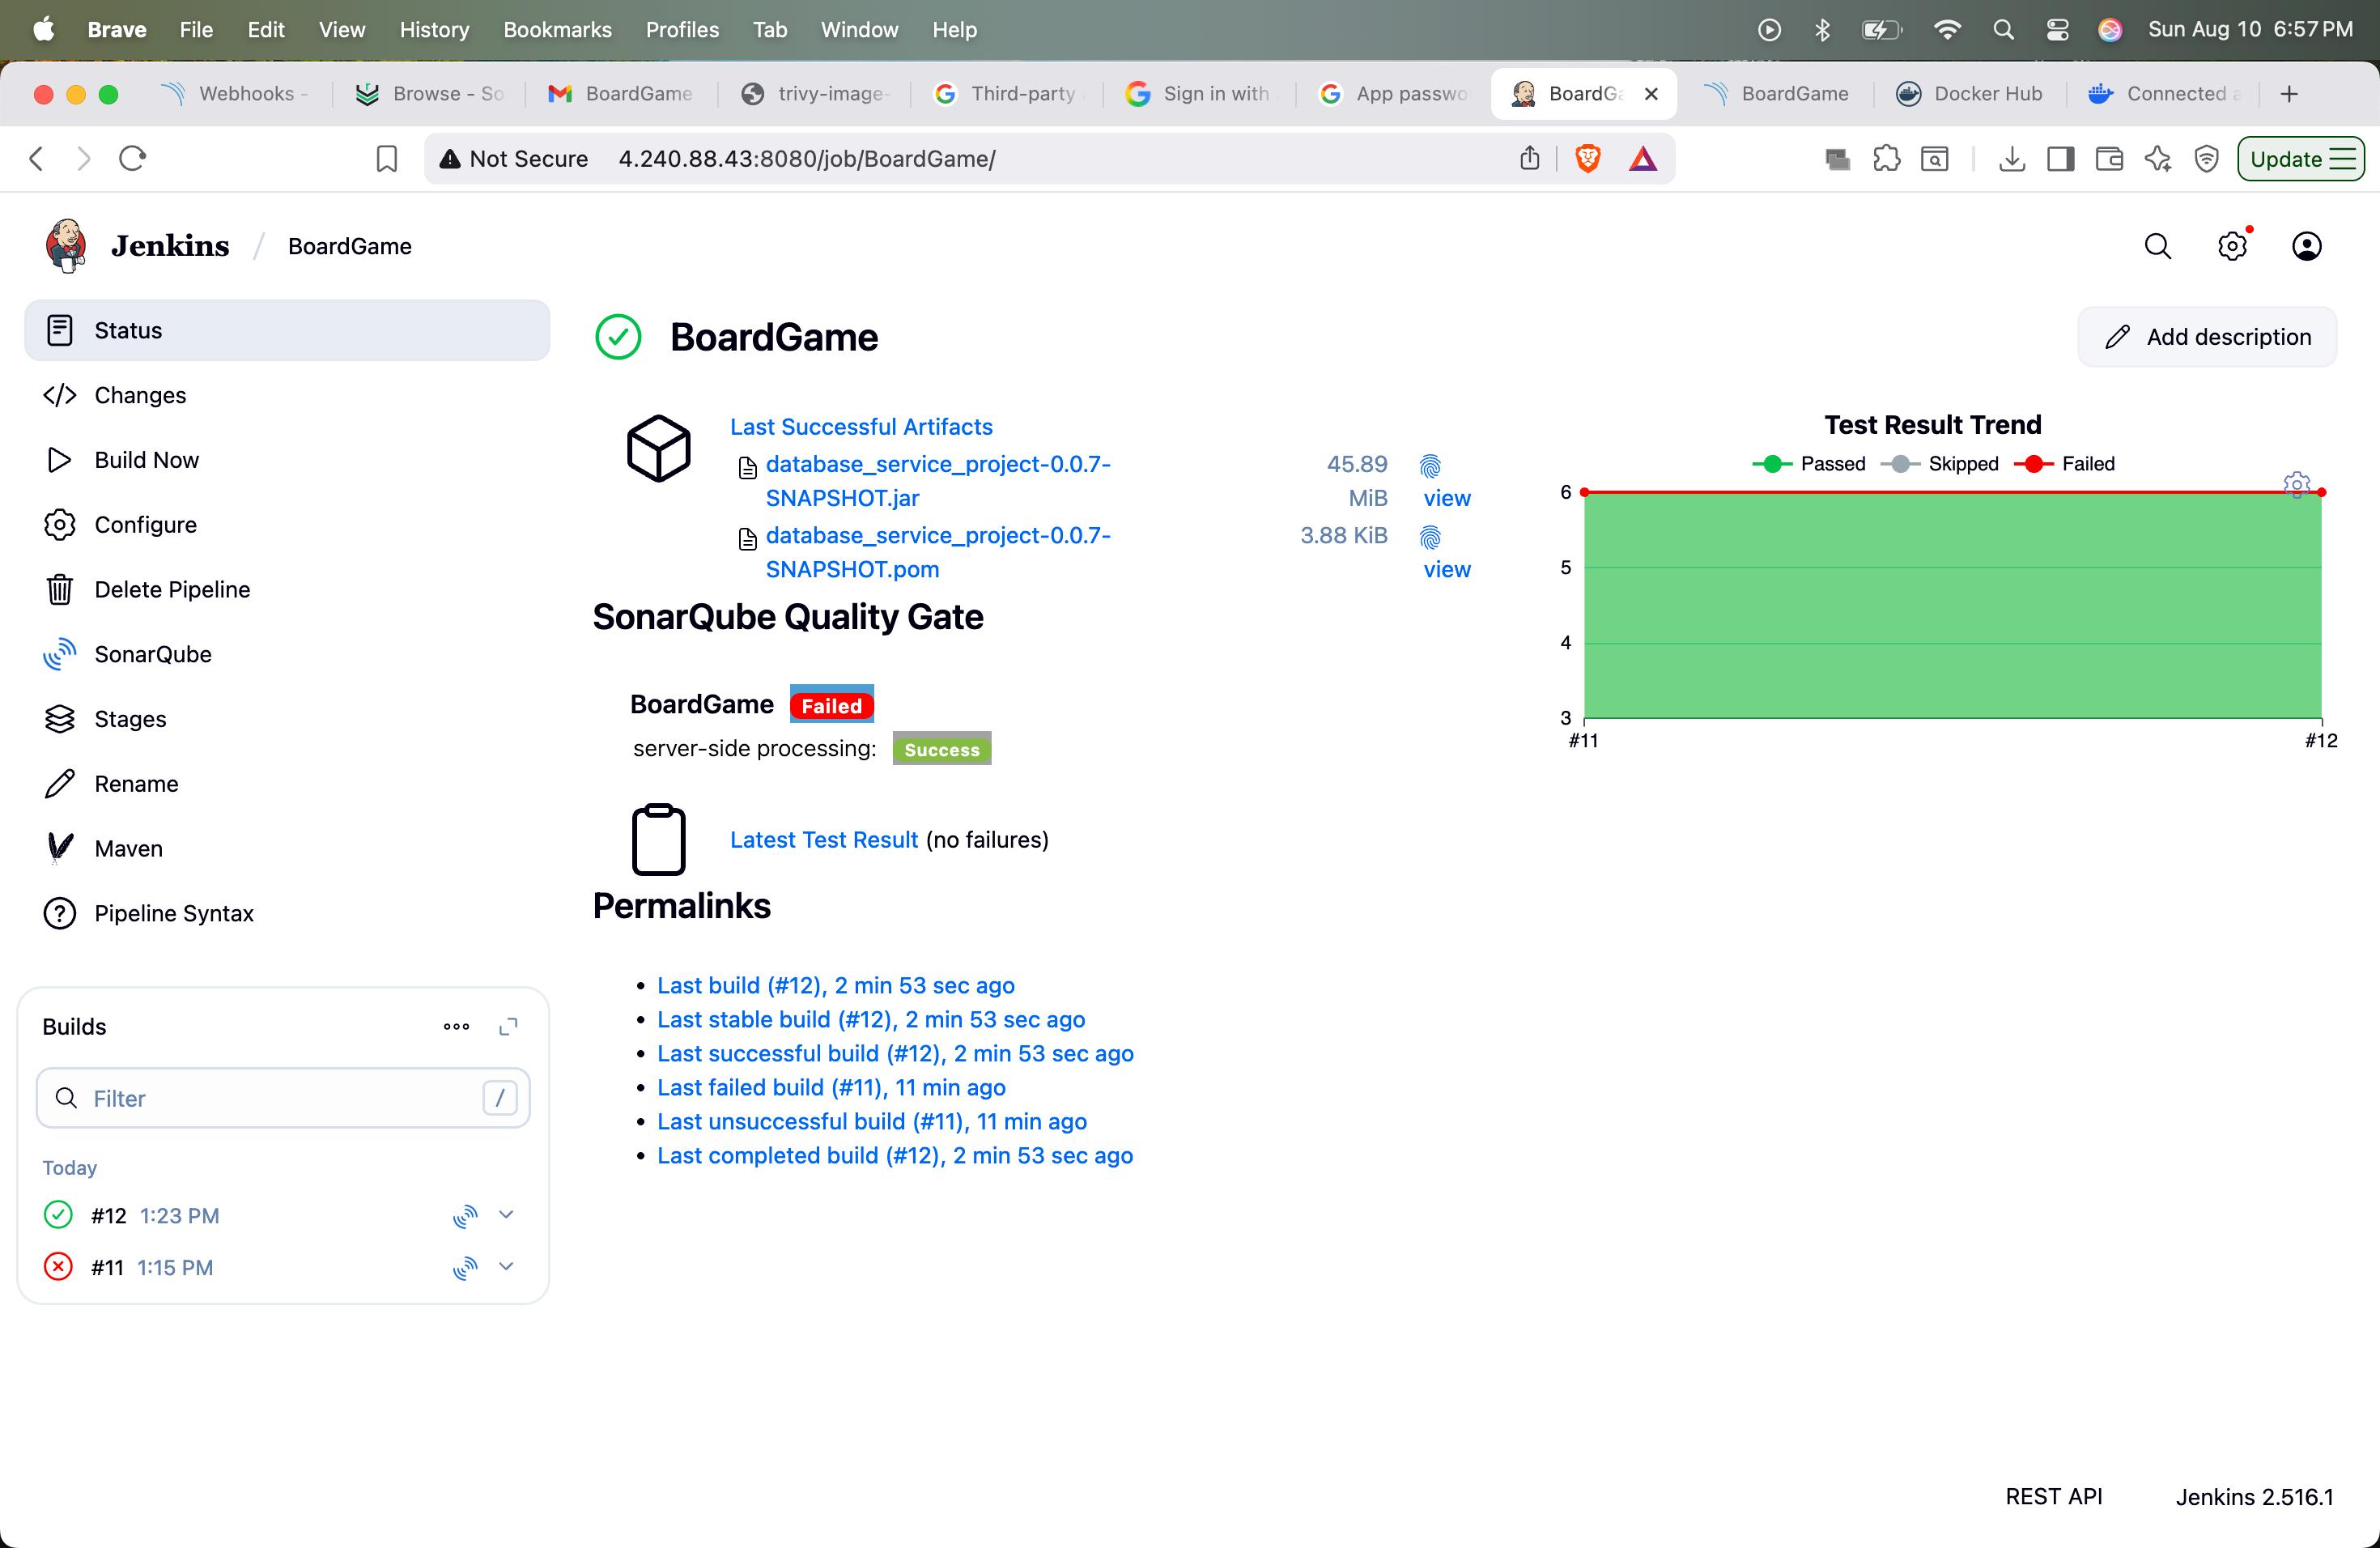 Brave File Edit View History Bookmarks Profiles Tab Window Help Sun Aug 10 6:57 PM
Webhooks - Browse - So BoardGame trivy-image- Third-party Sign in with App passwo BoardGa BoardGame Docker Hub Connected a
Not Secure 4.240.88.43:8080/job/BoardGame/ Update
Jenkins / BoardGame
Status
Changes
Build Now
Configure
Delete Pipeline
SonarQube
Stages
Rename
Maven
Pipeline Syntax
Builds
Filter /
Today
#12 1:23 PM
#11 1:15 PM
BoardGame
Add description
Last Successful Artifacts
database_service_project-0.0.7- 45.89
SNAPSHOT.jar MiB view
database_service_project-0.0.7- 3.88 KiB
SNAPSHOT.pom view
SonarQube Quality Gate
BoardGame Failed
server-side processing: Success
Latest Test Result (no failures)
Permalinks
Last build (#12), 2 min 53 sec ago
Last stable build (#12), 2 min 53 sec ago
Last successful build (#12), 2 min 53 sec ago
Last failed build (#11), 11 min ago
Last unsuccessful build (#11), 11 min ago
Last completed build (#12), 2 min 53 sec ago
Test Result Trend
Passed Skipped Failed
6
5
4
3
#11 #12
REST API Jenkins 2.516.1